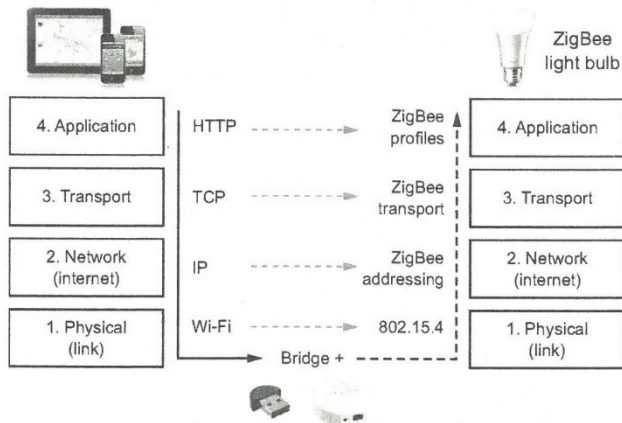 ZigBee
light bulb
4. Application
HTTP
ZigBee
profiles
4. Application
3. Transport
TCP
ZigBee
transport
3. Transport
2. Network
(internet)
IP
ZigBee
addressing
2. Network
(internet)
1. Physical
(link)
Wi-Fi
802.15.4
1. Physical
(link)
Bridge +